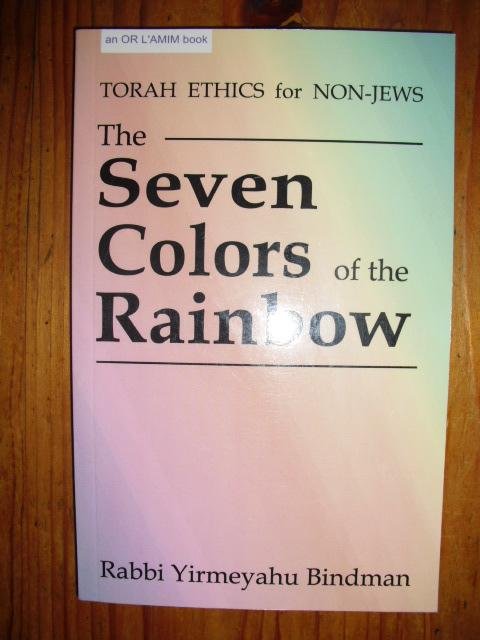 an OR L'AMIM book
TORAH ETHICS for NON-JEWS
The
Seven
Colors of the
Rainbow
Rabbi Yirmeyahu Bindman